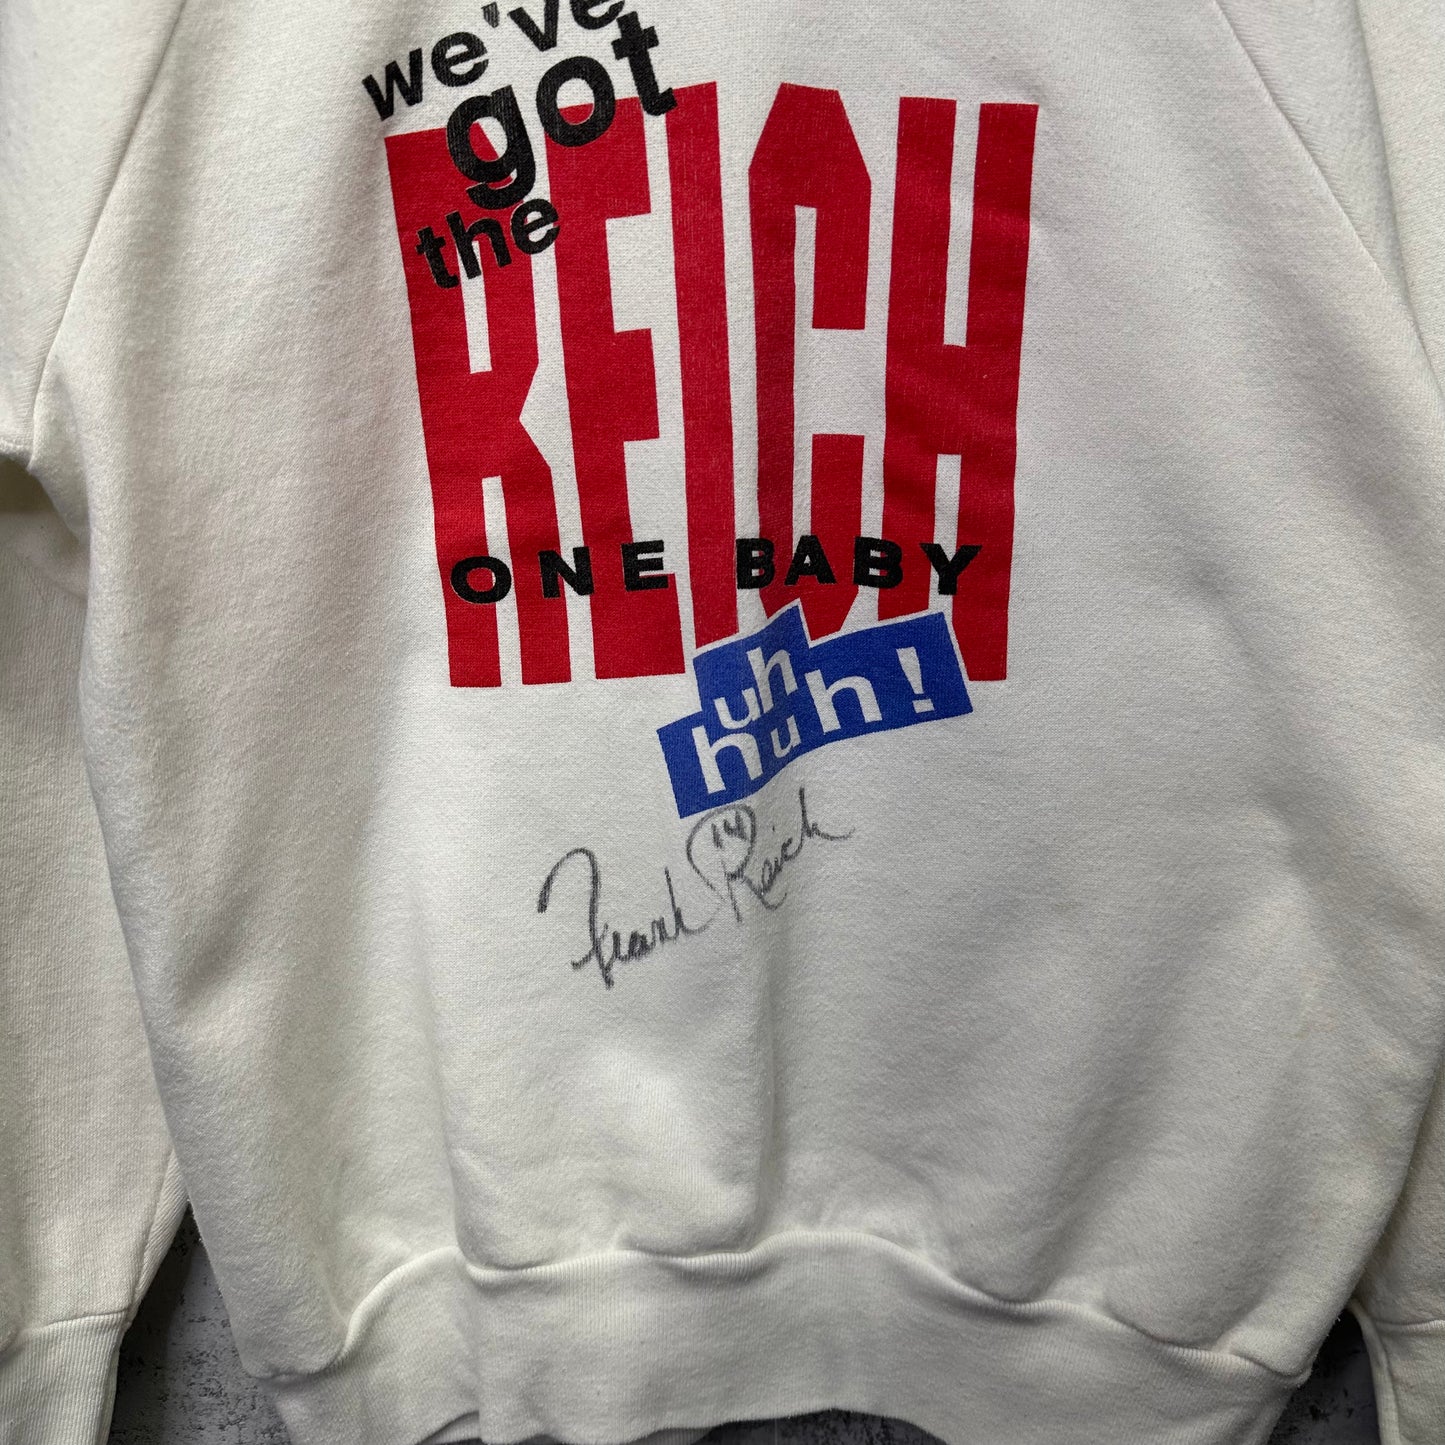 we've
got
the
REICH
ONE BABY
uh
huh!
14
Frank Reich